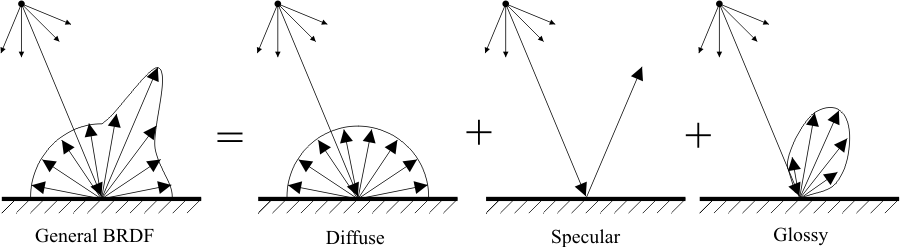 = + +
General BRDF Diffuse Specular Glossy